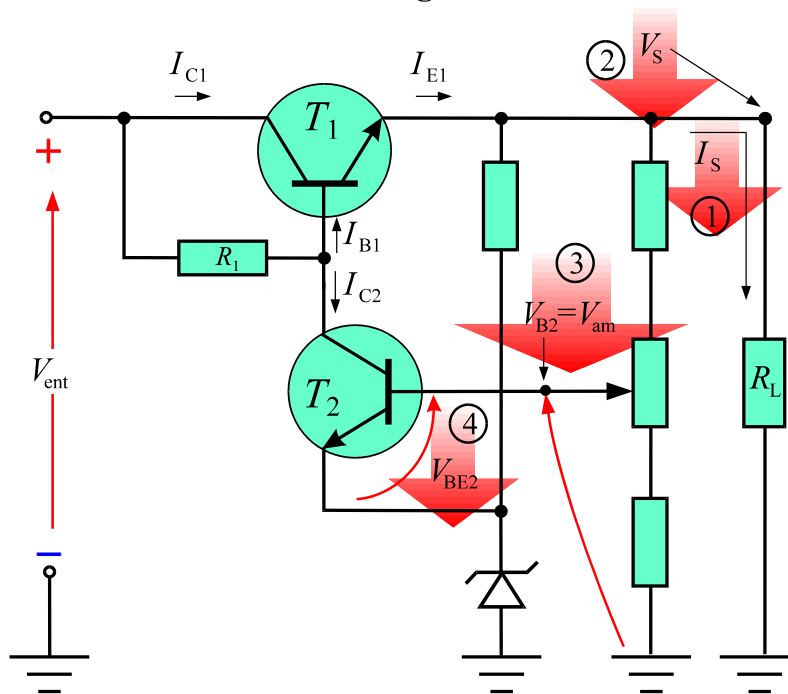 I_C1
I_E1
2
V_S
T_1
+
I_S
1
I_B1
R_1
I_C2
3
V_B2=V_am
V_ent
T_2
R_L
4
V_BE2
−